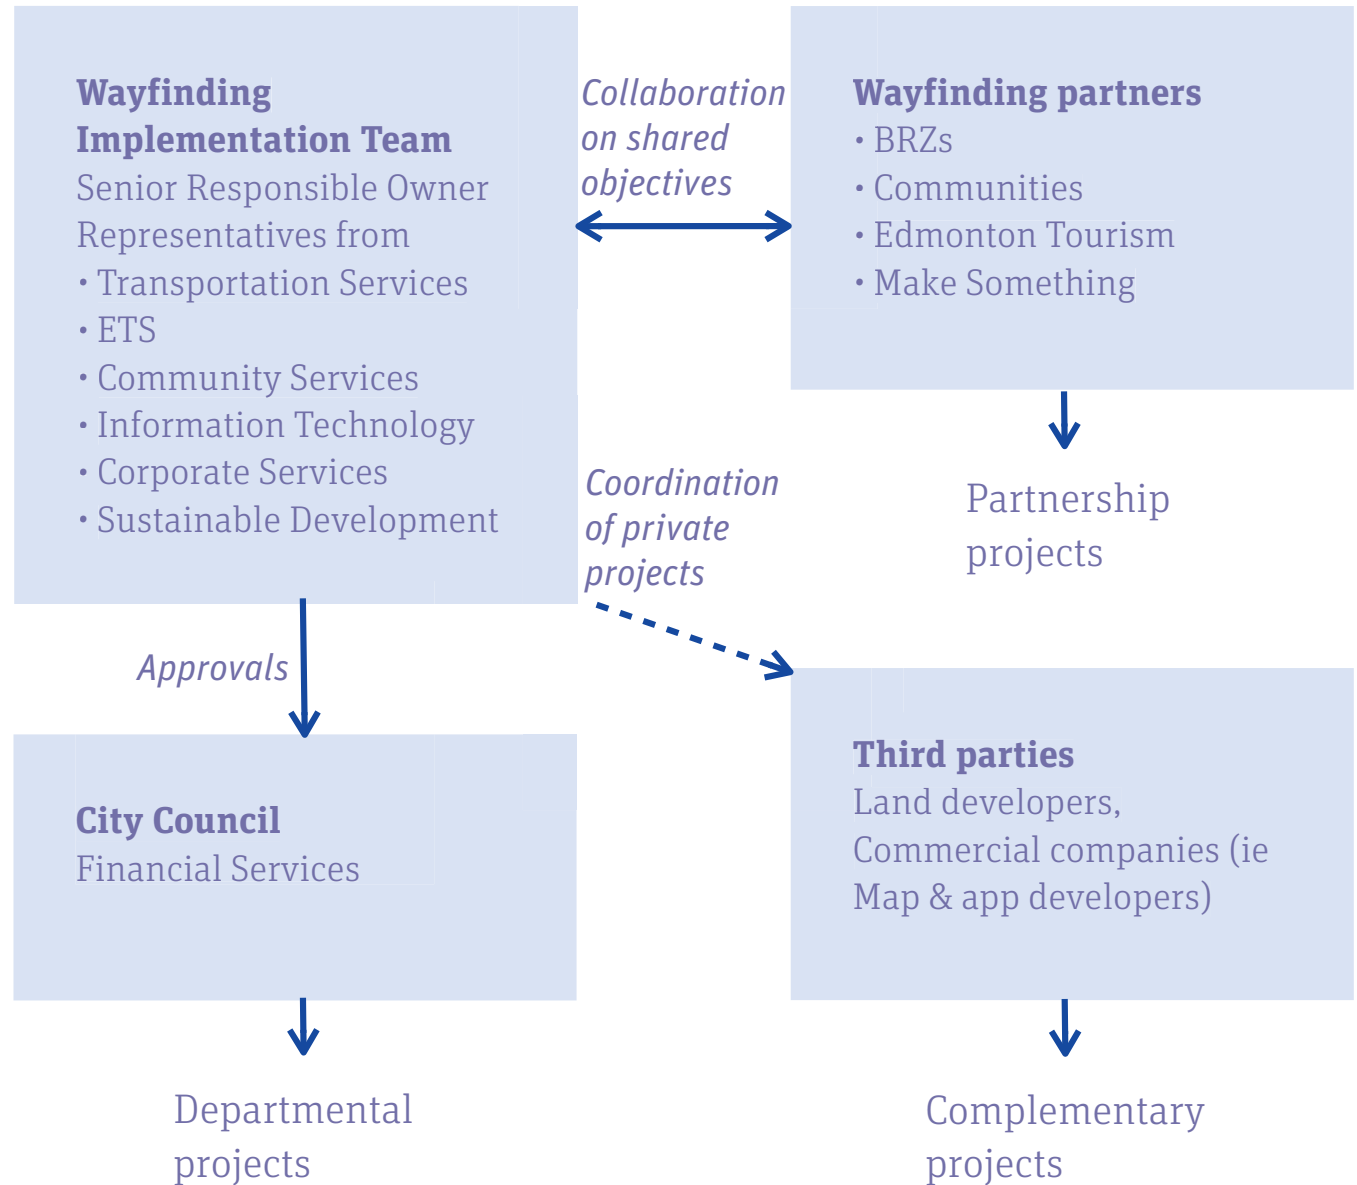 Wayfinding
Implementation Team
Senior Responsible Owner
Representatives from
• Transportation Services
• ETS
• Community Services
• Information Technology
• Corporate Services
• Sustainable Development
Collaboration
on shared
objectives
Wayfinding partners
• BRZs
• Communities
• Edmonton Tourism
• Make Something
Coordination
of private
projects
Partnership
projects
Approvals
City Council
Financial Services
Third parties
Land developers,
Commercial companies (ie
Map & app developers)
Departmental
projects
Complementary
projects